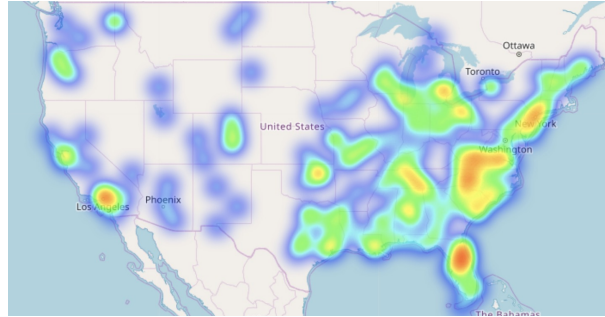 Ottawa
Toronto
United States
New York
Washington
Los Angeles
Phoenix
The Bahamas